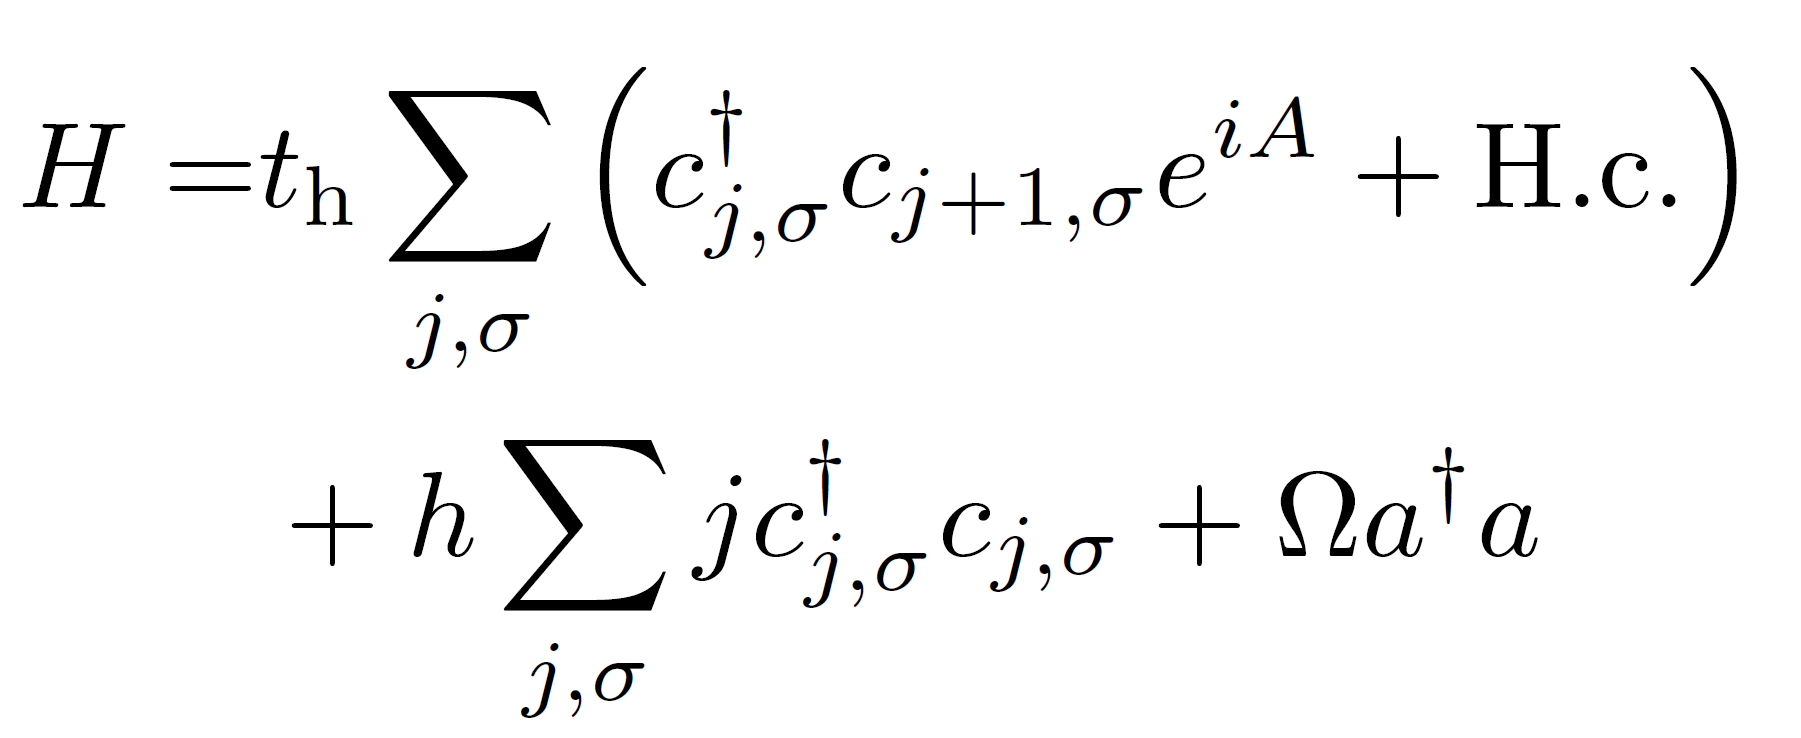 H = t_h \sum_{j,\sigma} \left( c^\dagger_{j,\sigma} c_{j+1,\sigma} e^{iA} + \mathrm{H.c.} \right)
+ h \sum_{j,\sigma} j c^\dagger_{j,\sigma} c_{j,\sigma} + \Omega a^\dagger a